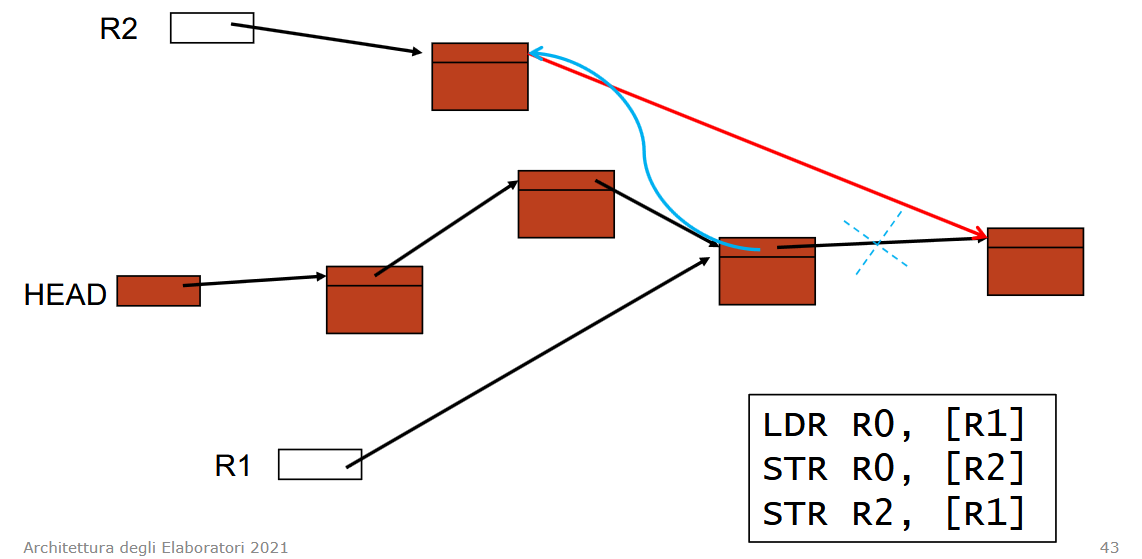 R2
HEAD
R1
LDR R0, [R1]
STR R0, [R2]
STR R2, [R1]
Architettura degli Elaboratori 2021
43